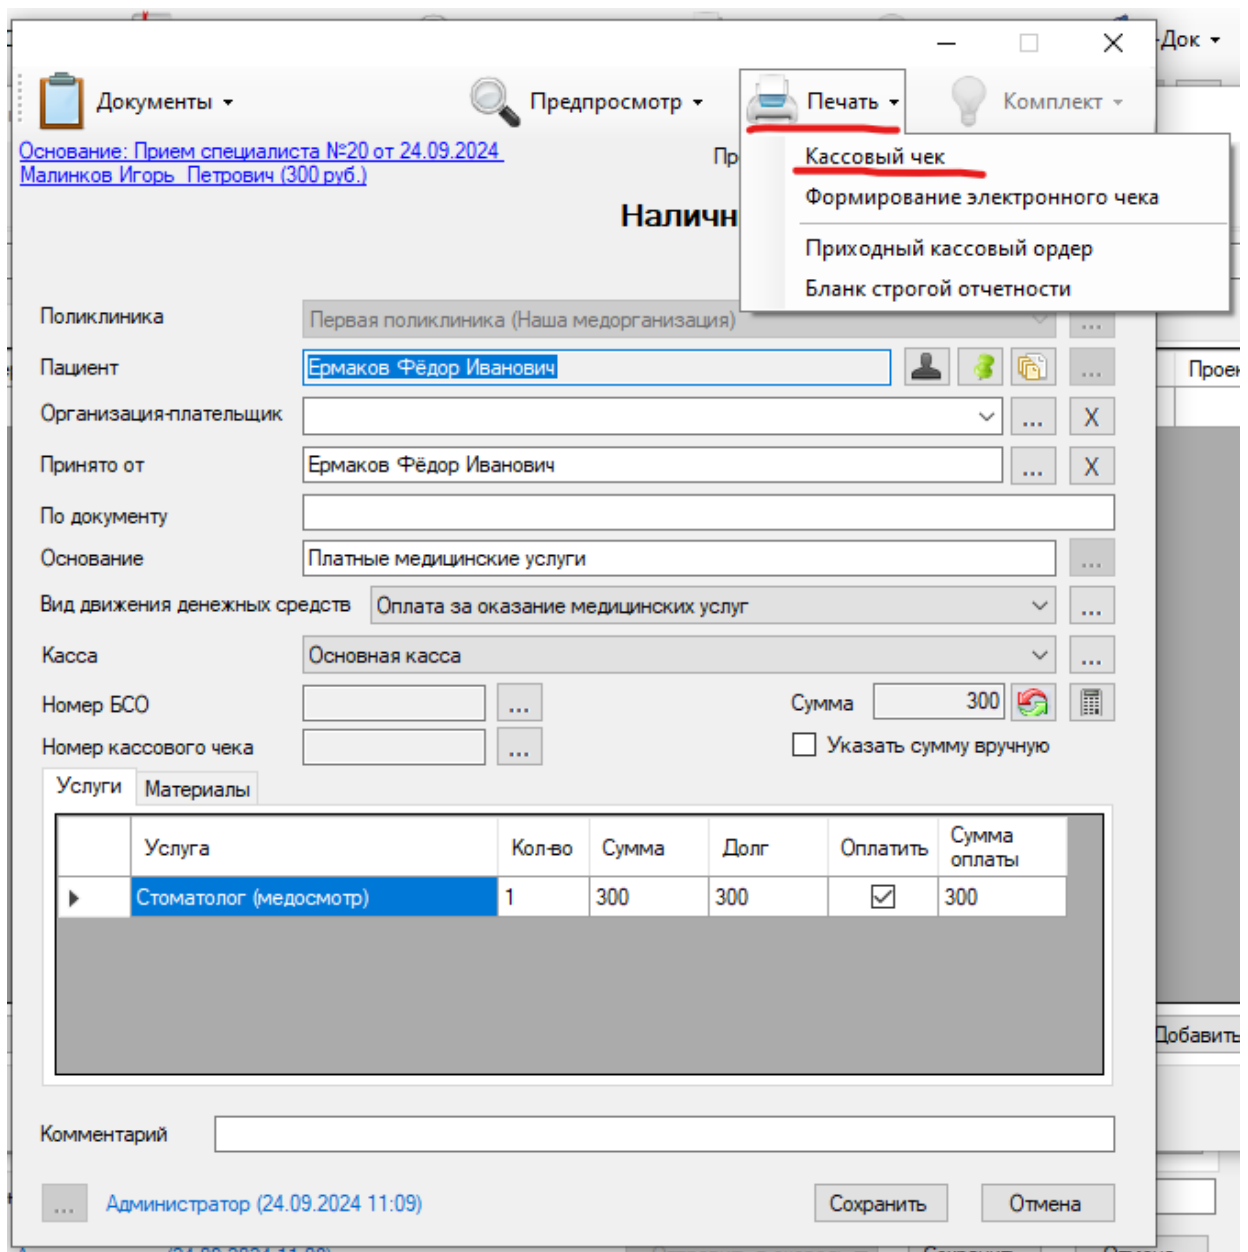 -Док
Документы
Предпросмотр
Печать
Комплект
Основание: Прием специалиста №20 от 24.09.2024
Малинков Игорь Петрович (300 руб.)
Пр
Кассовый чек
Формирование электронного чека
Наличн
Приходный кассовый ордер
Бланк строгой отчетности
Поликлиника
Первая поликлиника (Наша медорганизация)
...
Пациент
Ермаков Фёдор Иванович
...
Проек
Организация-плательщик
...
X
Принято от
Ермаков Фёдор Иванович
...
X
По документу
Основание
Платные медицинские услуги
...
Вид движения денежных средств
Оплата за оказание медицинских услуг
...
Касса
Основная касса
...
Номер БСО
...
Сумма
300
Номер кассового чека
...
Указать сумму вручную
Услуги
Материалы
Услуга
Кол-во
Сумма
Долг
Оплатить
Сумма
оплаты
Стоматолог (медосмотр)
1
300
300
300
Добавить
Комментарий
...
Администратор (24.09.2024 11:09)
Сохранить
Отмена